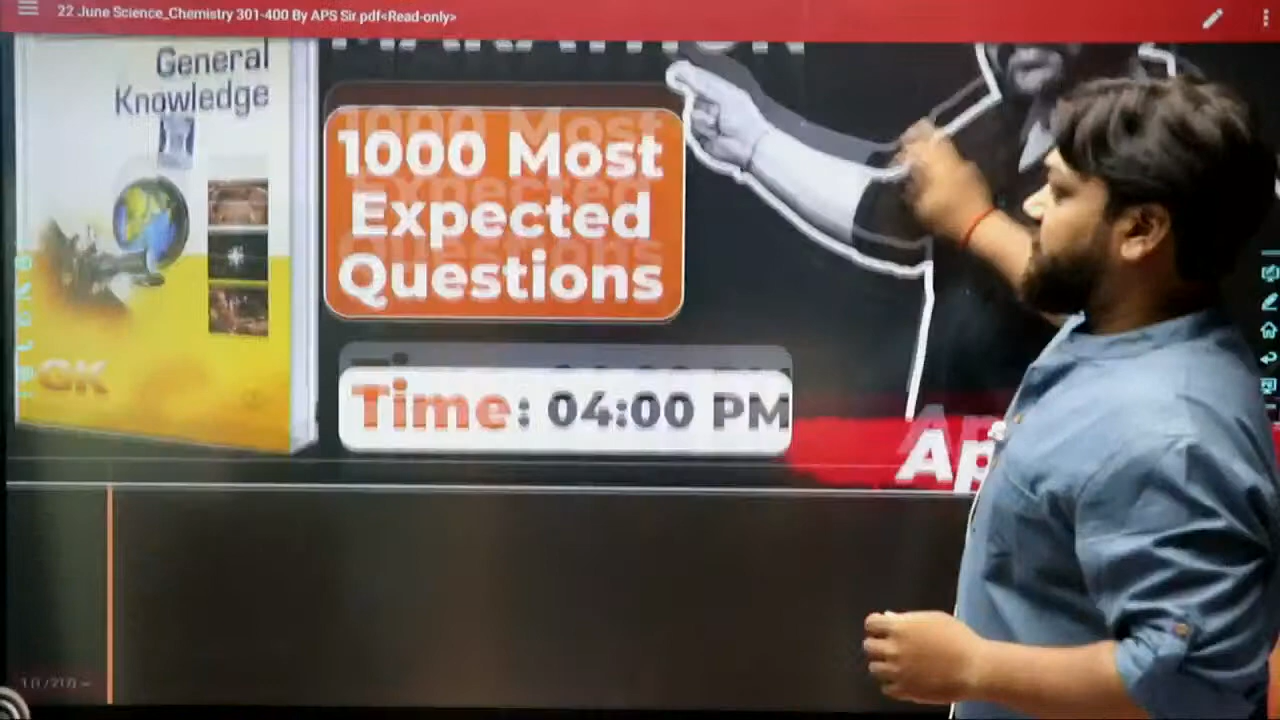 22 June Science_Chemistry 301-400 By APS Sir.pdf<Read-only>
General
Knowledge
GK
1000 Most
Expected
Questions
Time: 04:00 PM
Ap